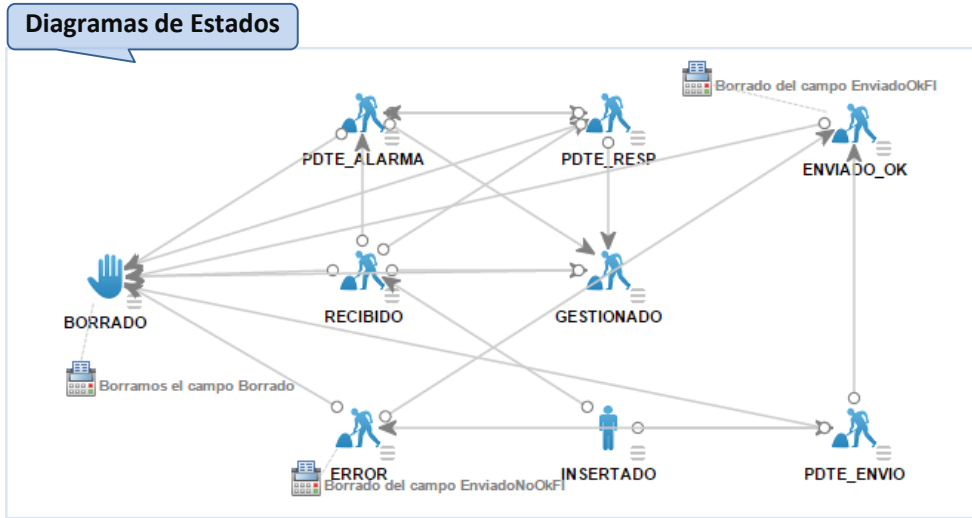 Diagramas de Estados
Borrado del campo EnviadoOkFI
PDTE_ALARMA
PDTE_RESP
ENVIADO_OK
BORRADO
RECIBIDO
GESTIONADO
Borramos el campo Borrado
ERROR
INSERTADO
PDTE_ENVIO
Borrado del campo EnviadoNoOkFI